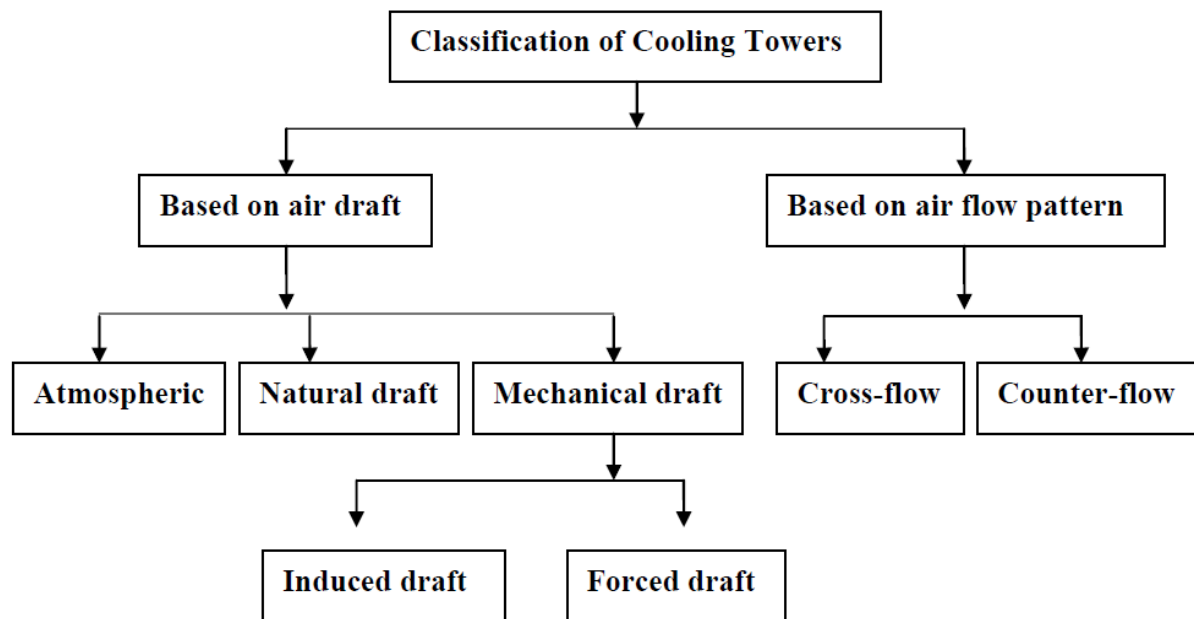 Classification of Cooling Towers
Based on air draft
Based on air flow pattern
Atmospheric
Natural draft
Mechanical draft
Cross-flow
Counter-flow
Induced draft
Forced draft